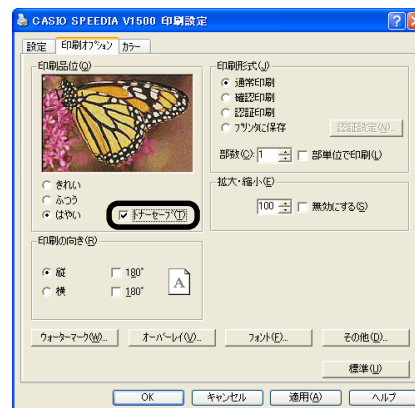 CASIO SPEEDIA V1500 印刷設定
設定 印刷オプション カラー
印刷品位(Q)
きれい
ふつう
はやい
トナーセーブ(T)
印刷形式(J)
通常印刷
確認印刷
認証印刷
プリンタに保存
認証設定(N)...
部数(C): 1 部単位で印刷(L)
拡大・縮小(E)
100 無効にする(S)
印刷の向き(R)
縦 180°
横 180°
A
ウォーターマーク(W)... オーバーレイ(V)... フォント(F)... その他(D)...
標準(U)
OK キャンセル 適用(A) ヘルプ